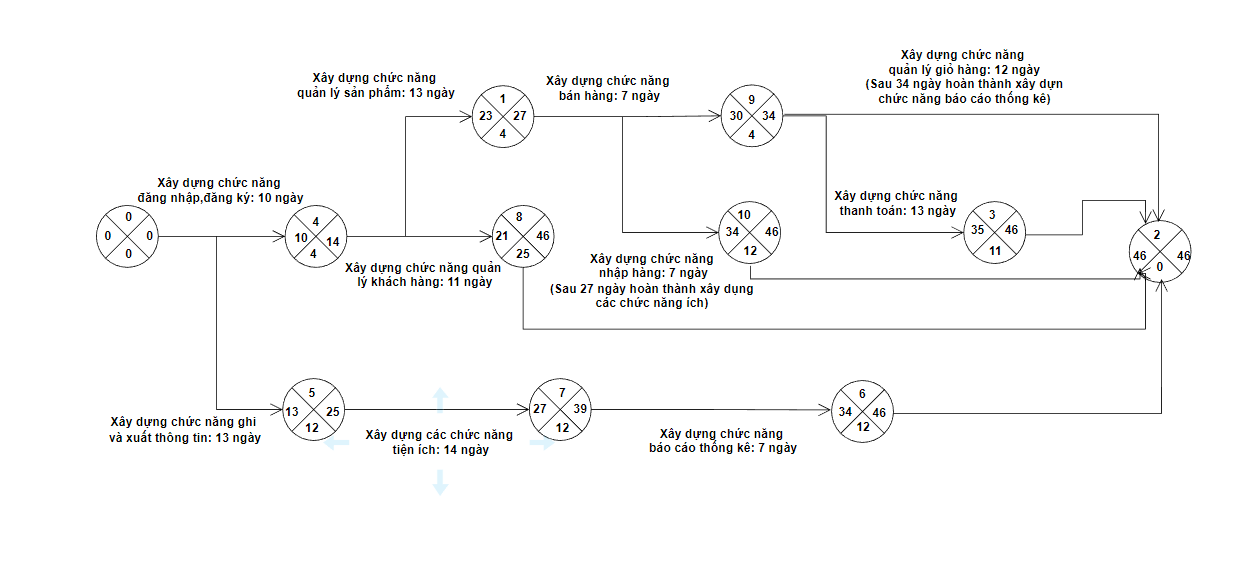 Xây dựng chức năng
quản lý giỏ hàng: 12 ngày
(Sau 34 ngày hoàn thành xây dựn
chức năng báo cáo thống kê)
Xây dựng chức năng
quản lý sản phẩm: 13 ngày
Xây dựng chức năng
bán hàng: 7 ngày
1
23 27
4
9
30 34
4
Xây dựng chức năng
đăng nhập,đăng ký: 10 ngày
0
0 0
0
4
10 14
4
8
21 46
25
10
34 46
12
Xây dựng chức năng
thanh toán: 13 ngày
3
35 46
11
2
46 46
0
Xây dựng chức năng quản
lý khách hàng: 11 ngày
Xây dựng chức năng
nhập hàng: 7 ngày
(Sau 27 ngày hoàn thành xây dụng
các chức năng ích)
5
13 25
12
7
27 39
12
6
34 46
12
Xây dựng chức năng ghi
và xuất thông tin: 13 ngày
Xây dựng các chức năng
tiện ích: 14 ngày
Xây dựng chức năng
báo cáo thống kê: 7 ngày